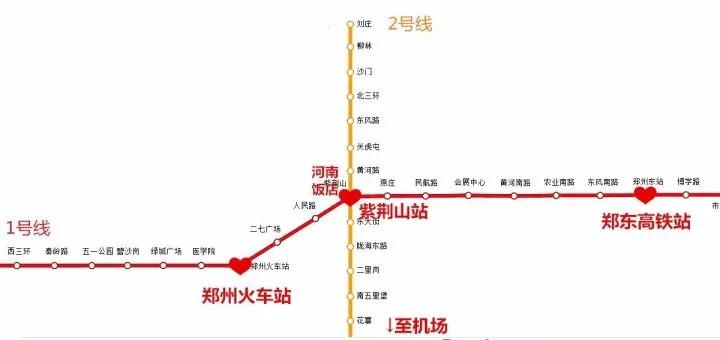 刘庄
2号线
柳林
沙门
北三环
东风路
关虎屯
黄河路
河南
饭店
紫荆山
燕庄
民航路
会展中心
黄河南路
农业南路
东风南路
郑州东站
博学路
市
人民路
紫荆山站
郑东高铁站
东大街
1号线
二七广场
西三环
秦岭路
五一公园
碧沙岗
绿城广场
医学院
陇海东路
郑州火车站
二里岗
郑州火车站
南五里堡
花寨
↓至机场